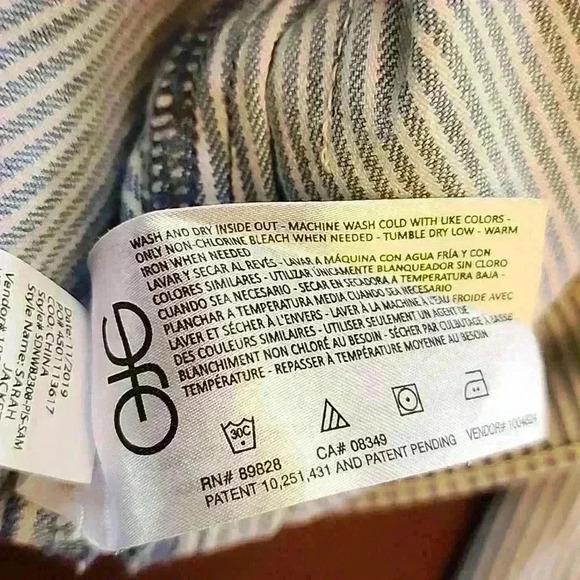 WASH AND DRY INSIDE OUT - MACHINE WASH COLD WITH LIKE COLORS -
ONLY NON-CHLORINE BLEACH WHEN NEEDED - TUMBLE DRY LOW - WARM
IRON WHEN NEEDED
LAVAR Y SECAR AL REVÉS - LAVAR A MÁQUINA CON AGUA FRÍA Y CON
COLORES SIMILARES - UTILIZAR ÚNICAMENTE BLANQUEADOR SIN CLORO
CUANDO SEA NECESARIO - SECAR EN SECADORA A TEMPERATURA BAJA -
PLANCHAR A TEMPERATURA MEDIA CUANDO SEA NECESARIO
LAVER ET SÉCHER À L'ENVERS - LAVER À LA MACHINE À L'EAU FROIDE AVEC
DES COULEURS SIMILAIRES - UTILISER SEULEMENT UN AGENT DE
BLANCHIMENT NON CHLORÉ AU BESOIN - SÉCHER PAR CULBUTAGE À BASSE
TEMPÉRATURE - REPASSER À TEMPÉRATURE MOYENNE AU BESOIN
30C
RN# 89828
CA# 08349
VENDOR# 1004524
PATENT 10,251,431 AND PATENT PENDING
Date: 11/2019
COO: CHINA
Style Name: SARAH
JACK
Vendor#